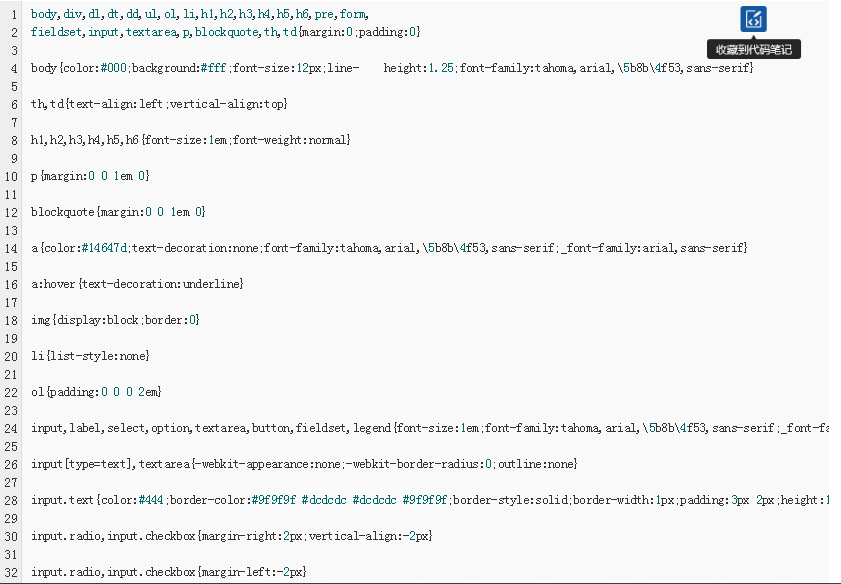 1 body,div,dl,dt,dd,ul,ol,li,h1,h2,h3,h4,h5,h6,pre,form,
2 fieldset,input,textarea,p,blockquote,th,td{margin:0;padding:0}
收藏到代码笔记
3
4 body{color:#000;background:#fff;font-size:12px;line-    height:1.25;font-family:tahoma,arial,\5b8b\4f53,sans-serif}
5
6 th,td{text-align:left;vertical-align:top}
7
8 h1,h2,h3,h4,h5,h6{font-size:1em;font-weight:normal}
9
10 p{margin:0 0 1em 0}
11
12 blockquote{margin:0 0 1em 0}
13
14 a{color:#14647d;text-decoration:none;font-family:tahoma,arial,\5b8b\4f53,sans-serif;_font-family:arial,sans-serif}
15
16 a:hover{text-decoration:underline}
17
18 img{display:block;border:0}
19
20 li{list-style:none}
21
22 ol{padding:0 0 0 2em}
23
24 input,label,select,option,textarea,button,fieldset,legend{font-size:1em;font-family:tahoma,arial,\5b8b\4f53,sans-serif;_font-fa
25
26 input[type=text],textarea{-webkit-appearance:none;-webkit-border-radius:0;outline:none}
27
28 input.text{color:#444;border-color:#9f9f9f #dcdcdc #dcdcdc #9f9f9f;border-style:solid;border-width:1px;padding:3px 2px;height:1
29
30 input.radio,input.checkbox{margin-right:2px;vertical-align:-2px}
31
32 input.radio,input.checkbox{margin-left:-2px}